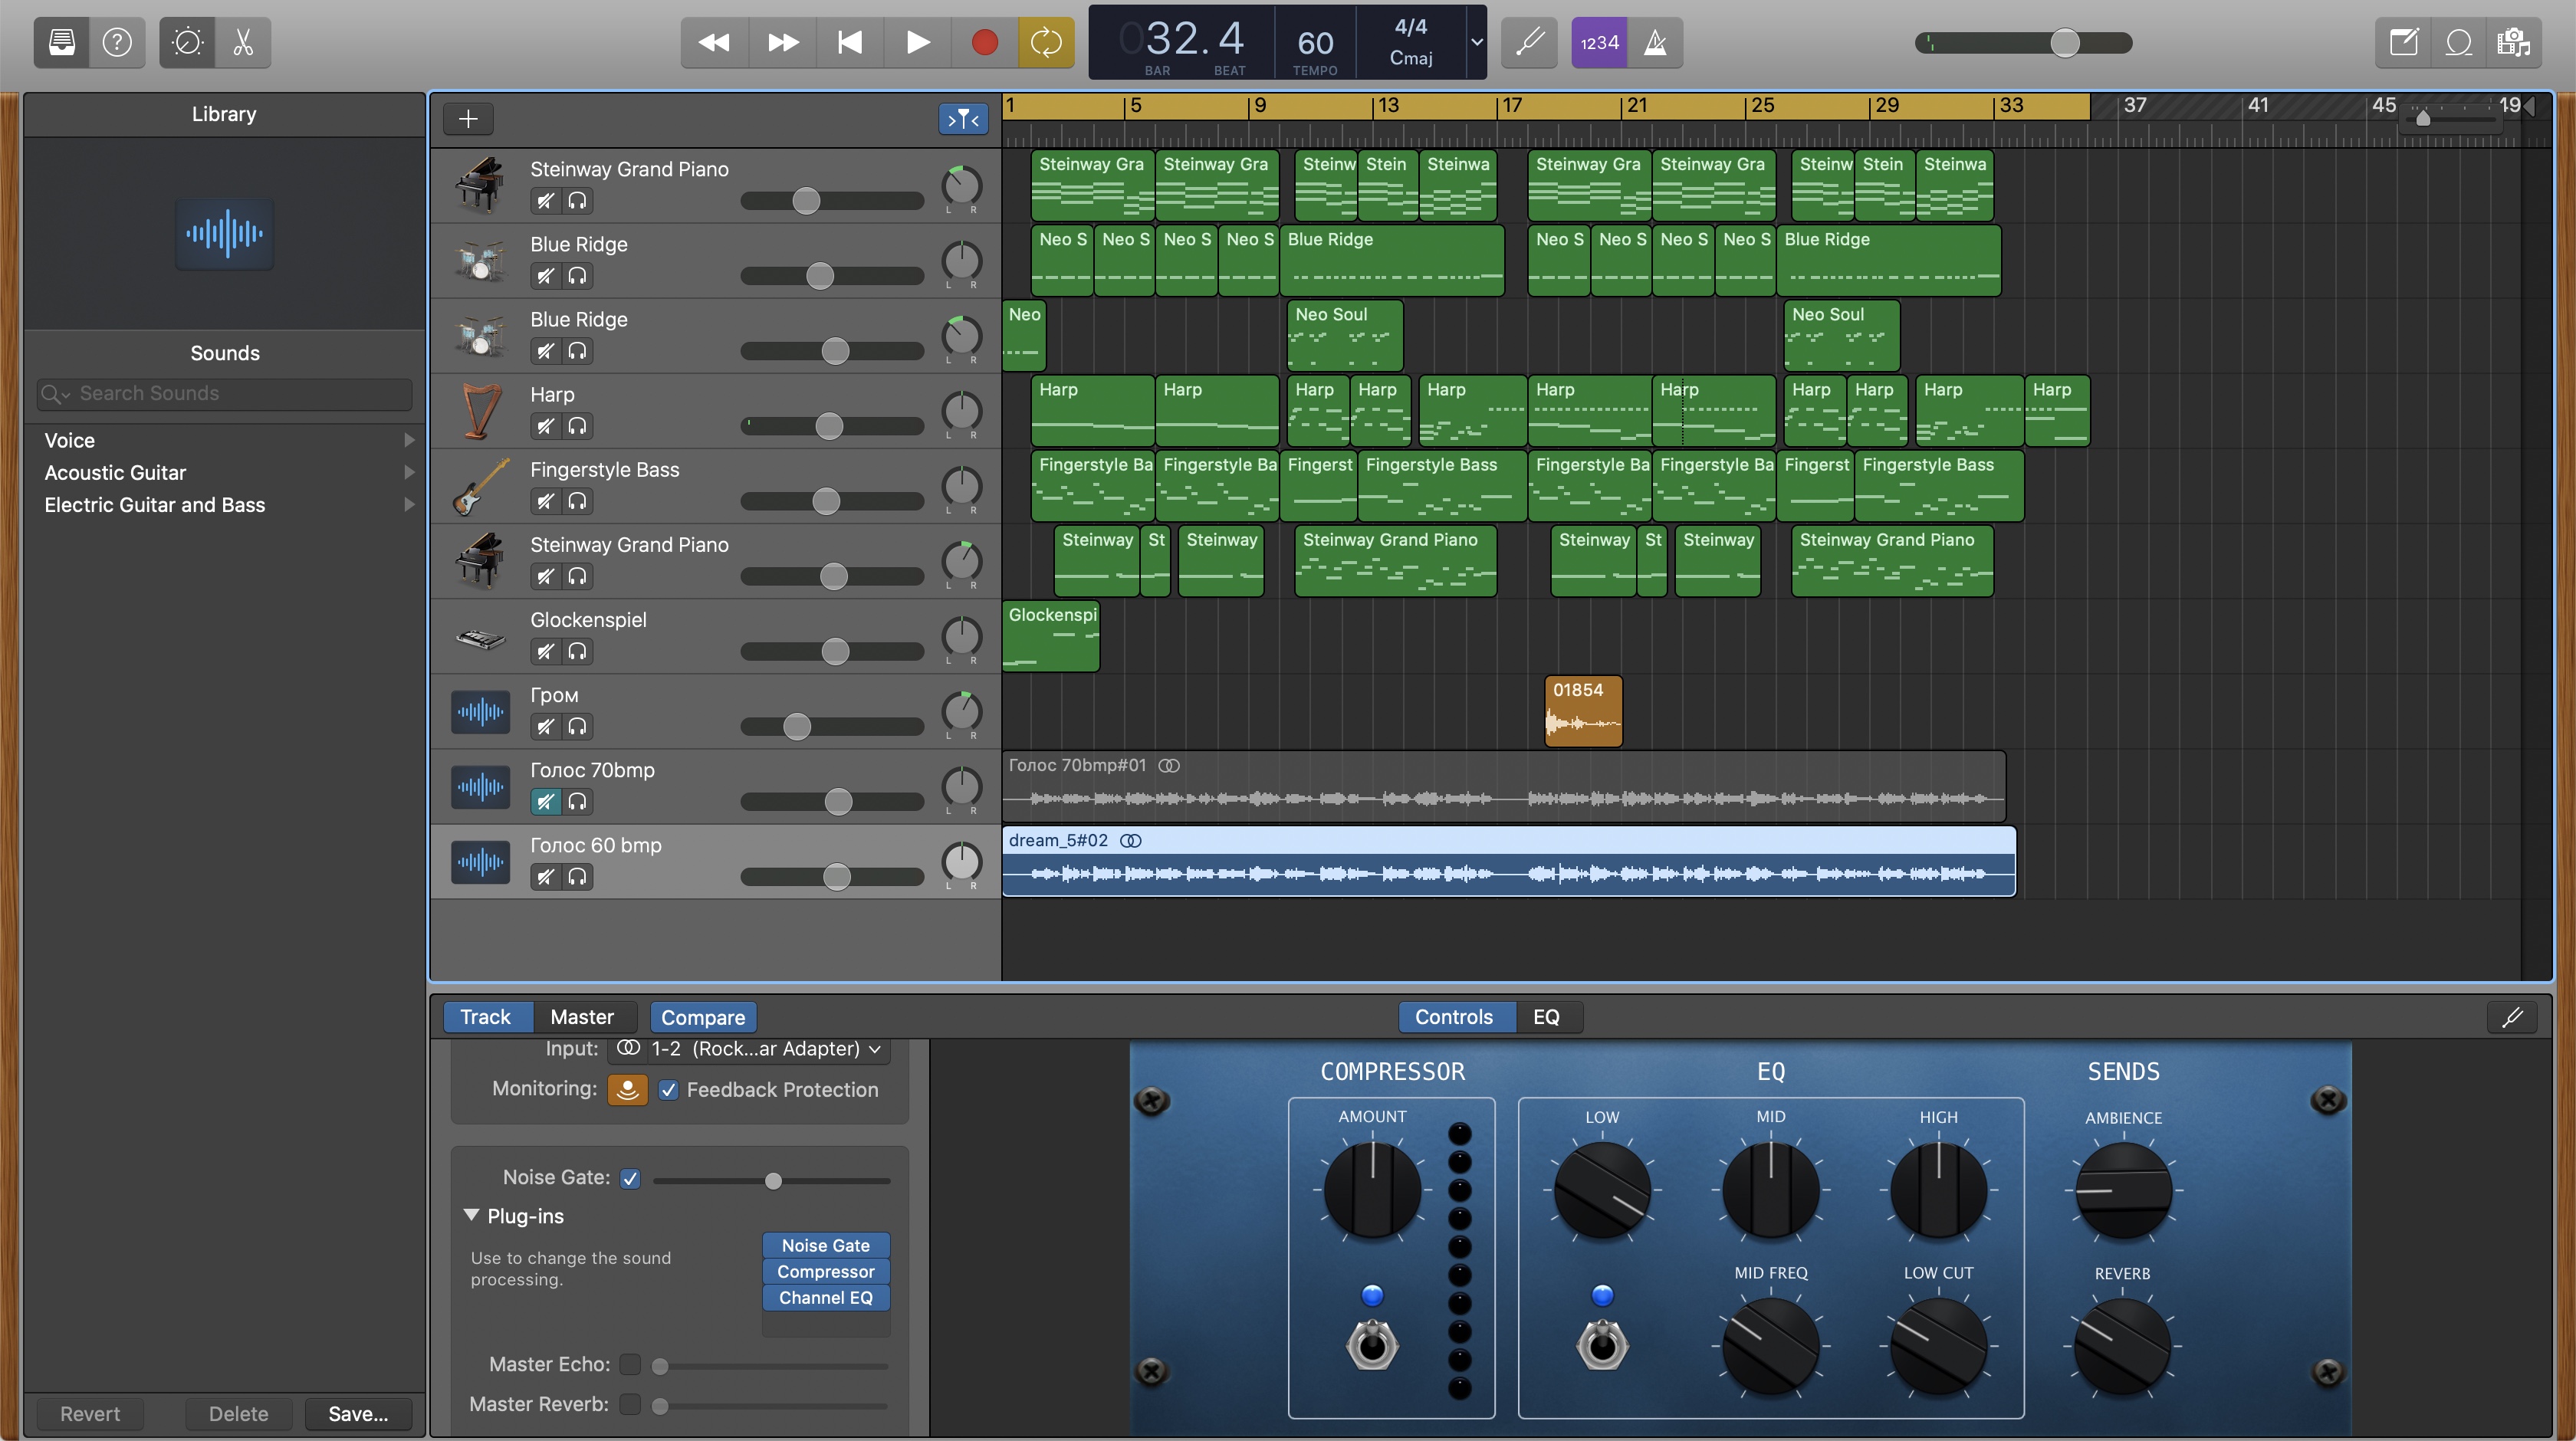 032.4
BAR
BEAT
60
TEMPO
4/4
Cmaj
1234
Library
Sounds
Search Sounds
Voice
Acoustic Guitar
Electric Guitar and Bass
Revert
Delete
Save...
1 5 9 13 17 21 25 29 33 37 41 45 49
Steinway Grand Piano
L R
Steinway Gra Steinway Gra Steinw Stein Steinwa Steinway Gra Steinway Gra Steinw Stein Steinwa
Blue Ridge
L R
Neo S Neo S Neo S Neo S Blue Ridge Neo S Neo S Neo S Neo S Blue Ridge
Blue Ridge
L R
Neo Neo Soul Neo Soul
Harp
L R
Harp Harp Harp Harp Harp Harp Harp Harp Harp Harp Harp
Fingerstyle Bass
L R
Fingerstyle Ba Fingerstyle Ba Fingerst Fingerstyle Bass Fingerstyle Ba Fingerstyle Ba Fingerst Fingerstyle Bass
Steinway Grand Piano
L R
Steinway St Steinway Steinway Grand Piano Steinway St Steinway Steinway Grand Piano
Glockenspiel
L R
Glockenspi
Гром
L R
01854
Голос 70bmp
L R
Голос 70bmp#01
Голос 60 bmp
L R
dream_5#02
Track Master Compare
Controls EQ
Input: 1-2 (Rock...ar Adapter)
Monitoring: Feedback Protection
Noise Gate:
Plug-ins
Use to change the sound
processing.
Noise Gate
Compressor
Channel EQ
Master Echo:
Master Reverb:
COMPRESSOR
AMOUNT
EQ
LOW
MID
HIGH
MID FREQ
LOW CUT
SENDS
AMBIENCE
REVERB